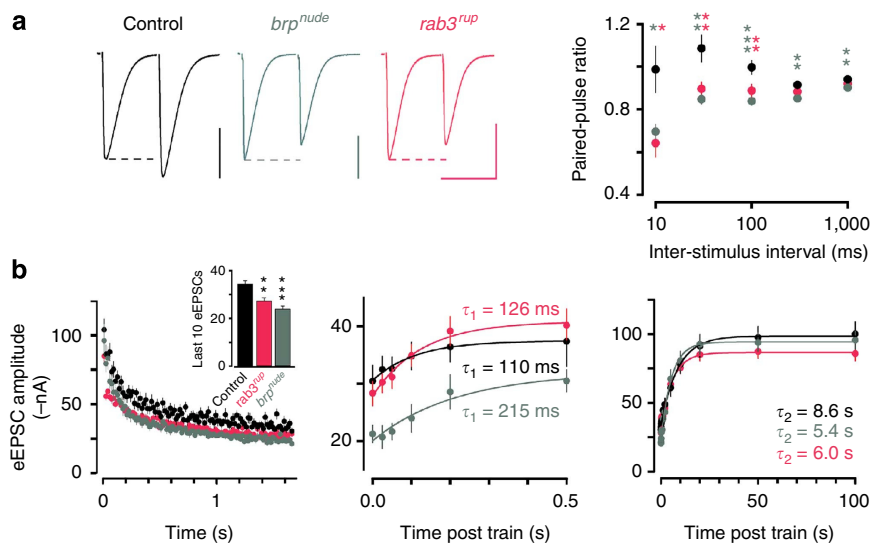 a
Control
brp^nude
rab3^rup
Paired-pulse ratio
1.2
0.8
0.4
* *
* *
* *
* *
* *
*
*
*
*
*
10
100
1,000
Inter-stimulus interval (ms)
b
eEPSC amplitude
(–nA)
100
50
0
0
1
Time (s)
Last 10 eEPSCs
40
20
0
* *
* * *
Control
rab3^rup
brp^nude
40
20
τ1 = 126 ms
τ1 = 110 ms
τ1 = 215 ms
0.0
0.5
Time post train (s)
100
50
0
τ2 = 8.6 s
τ2 = 5.4 s
τ2 = 6.0 s
0
50
100
Time post train (s)